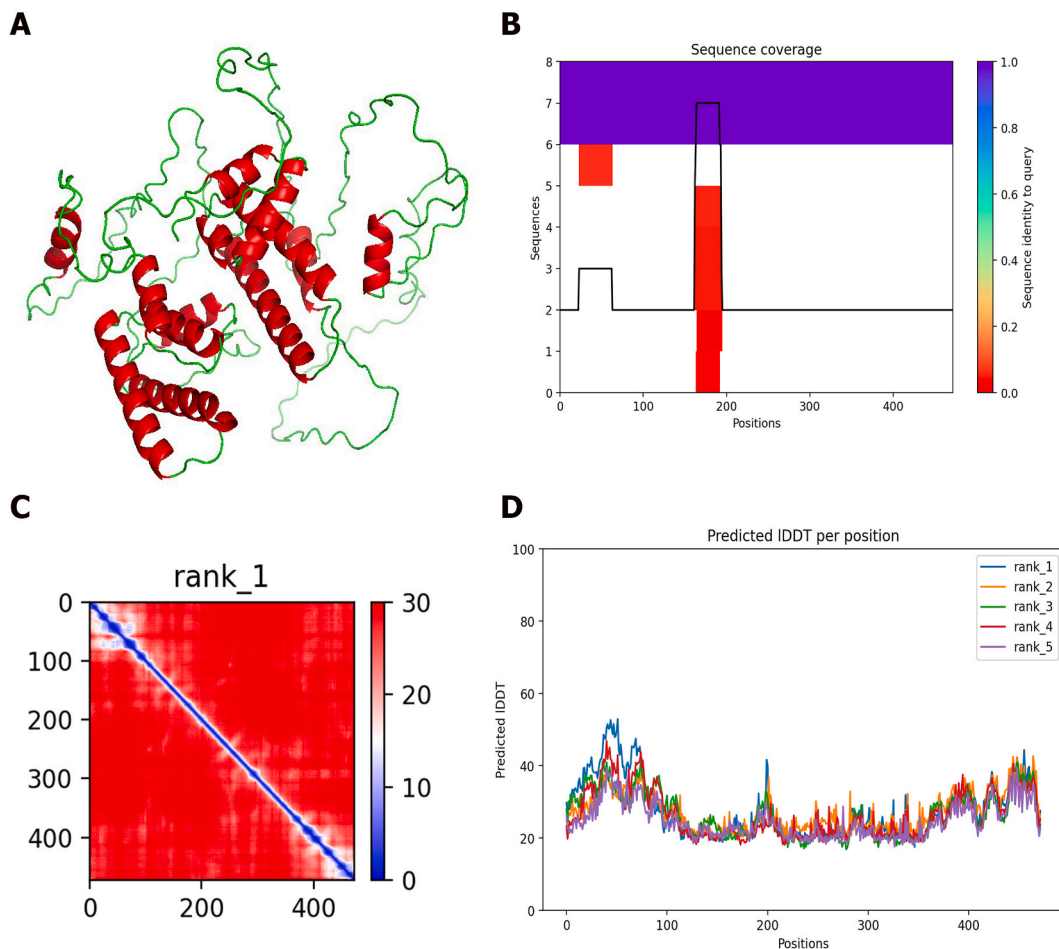 A
B
Sequence coverage
8
7
6
5
4
3
2
1
0
Sequences
0 100 200 300 400
Positions
1.0
0.8
0.6
0.4
0.2
0.0
Sequence identity to query
C
rank_1
0
100
200
300
400
0 200 400
30
20
10
0
D
Predicted lDDT per position
100
80
60
40
20
0
Predicted lDDT
0 100 200 300 400
Positions
rank_1
rank_2
rank_3
rank_4
rank_5